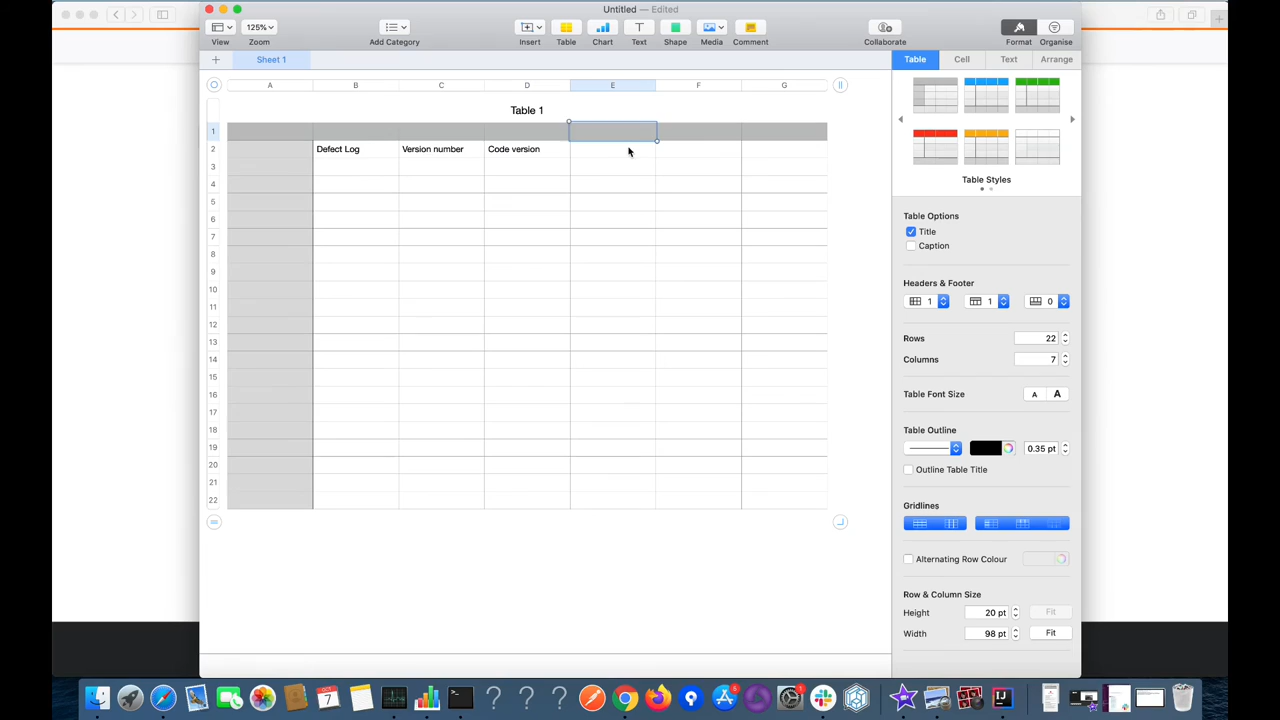 Untitled — Edited
125%
View Zoom Add Category Insert Table Chart Text Shape Media Comment Collaborate Format Organise
Sheet 1
Table Cell Text Arrange
A B C D E F G
Table 1
1
2 Defect Log Version number Code version
3
4
5
6
7
8
9
10
11
12
13
14
15
16
17
18
19
20
21
22
Table Styles
Table Options
Title
Caption
Headers & Footer
1 1 0
Rows 22
Columns 7
Table Font Size A A
Table Outline
0.35 pt
Outline Table Title
Gridlines
Alternating Row Colour
Row & Column Size
Height 20 pt Fit
Width 98 pt Fit